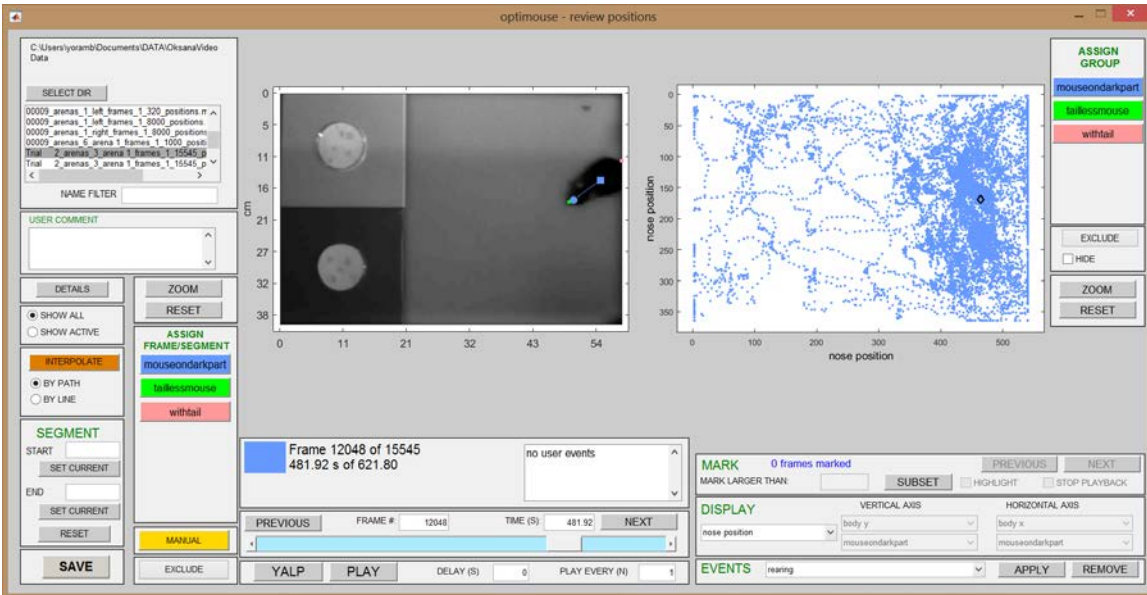 optimouse - review positions
C:\Users\yoramb\Documents\DATA\OksanaVideo
Data
SELECT DIR
00009_arenas_1_left_frames_1_320_positions.m
00009_arenas_1_left_frames_1_8000_positions.
00009_arenas_1_right_frames_1_8000_positions
00009_arenas_6_arena 1_frames_1_1000_positi
Trial 2_arenas_3_arena 1_frames_1_15545_p
Trial 2_arenas_3_arena 1_frames_1_15545_p
NAME FILTER
USER COMMENT
DETAILS
SHOW ALL
SHOW ACTIVE
INTERPOLATE
BY PATH
BY LINE
SEGMENT
START
SET CURRENT
END
SET CURRENT
RESET
SAVE
ZOOM
RESET
ASSIGN
FRAME/SEGMENT
mouseondarkpart
taillessmouse
withtail
MANUAL
EXCLUDE
cm
0
5
11
16
21
27
32
38
0 11 21 32 43 54
nose position
0
50
100
150
200
250
300
350
0 100 200 300 400 500
nose position
Frame 12048 of 15545
481.92 s of 621.80
no user events
PREVIOUS FRAME #: 12048 TIME (S): 481.92 NEXT
YALP PLAY DELAY (S) 0 PLAY EVERY (N) 1
MARK 0 frames marked PREVIOUS NEXT
MARK LARGER THAN: SUBSET HIGHLIGHT STOP PLAYBACK
DISPLAY VERTICAL AXIS HORIZONTAL AXIS
nose position body y body x
mouseondarkpart mouseondarkpart
EVENTS rearing APPLY REMOVE
ASSIGN
GROUP
mouseondarkpart
taillessmouse
withtail
EXCLUDE
HIDE
ZOOM
RESET